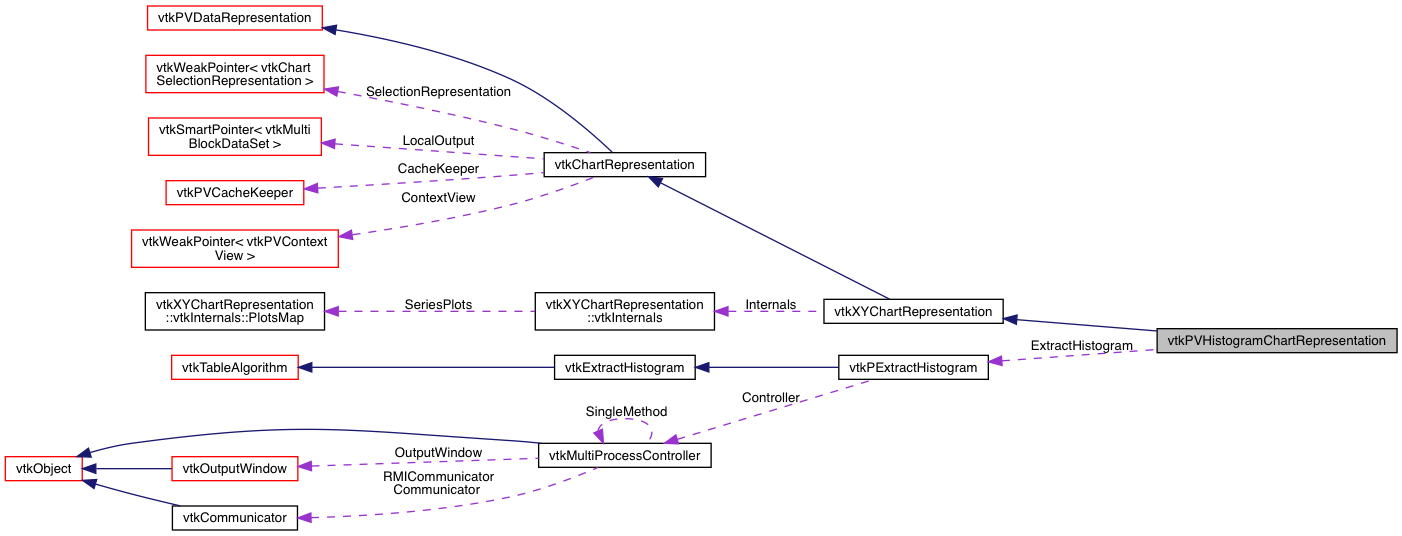 vtkPVDataRepresentation
vtkWeakPointer< vtkChart
SelectionRepresentation >
SelectionRepresentation
vtkSmartPointer< vtkMulti
BlockDataSet >
LocalOutput
vtkChartRepresentation
CacheKeeper
vtkPVCacheKeeper
ContextView
vtkWeakPointer< vtkPVContext
View >
vtkXYChartRepresentation
::vtkInternals::PlotsMap
SeriesPlots
vtkXYChartRepresentation
::vtkInternals
Internals
vtkXYChartRepresentation
vtkPVHistogramChartRepresentation
ExtractHistogram
vtkTableAlgorithm
vtkExtractHistogram
vtkPExtractHistogram
Controller
SingleMethod
vtkObject
vtkOutputWindow
OutputWindow
vtkMultiProcessController
RMICommunicator
Communicator
vtkCommunicator